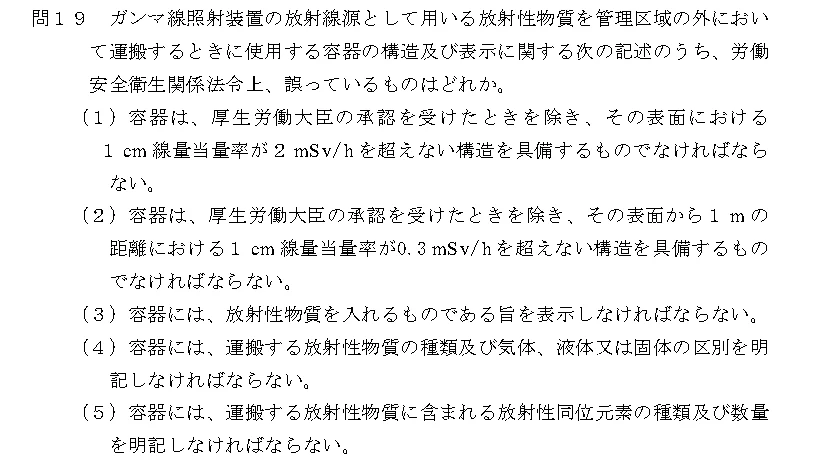 問１９　ガンマ線照射装置の放射線源として用いる放射性物質を管理区域の外におい
て運搬するときに使用する容器の構造及び表示に関する次の記述のうち、労働
安全衛生関係法令上、誤っているものはどれか。
（１）容器は、厚生労働大臣の承認を受けたときを除き、その表面における
１cm線量当量率が２mSv/hを超えない構造を具備するものでなければなら
ない。
（２）容器は、厚生労働大臣の承認を受けたときを除き、その表面から１mの
距離における１cm線量当量率が0.3mSv/hを超えない構造を具備するもの
でなければならない。
（３）容器には、放射性物質を入れるものである旨を表示しなければならない。
（４）容器には、運搬する放射性物質の種類及び気体、液体又は固体の区別を明
記しなければならない。
（５）容器には、運搬する放射性物質に含まれる放射性同位元素の種類及び数量
を明記しなければならない。